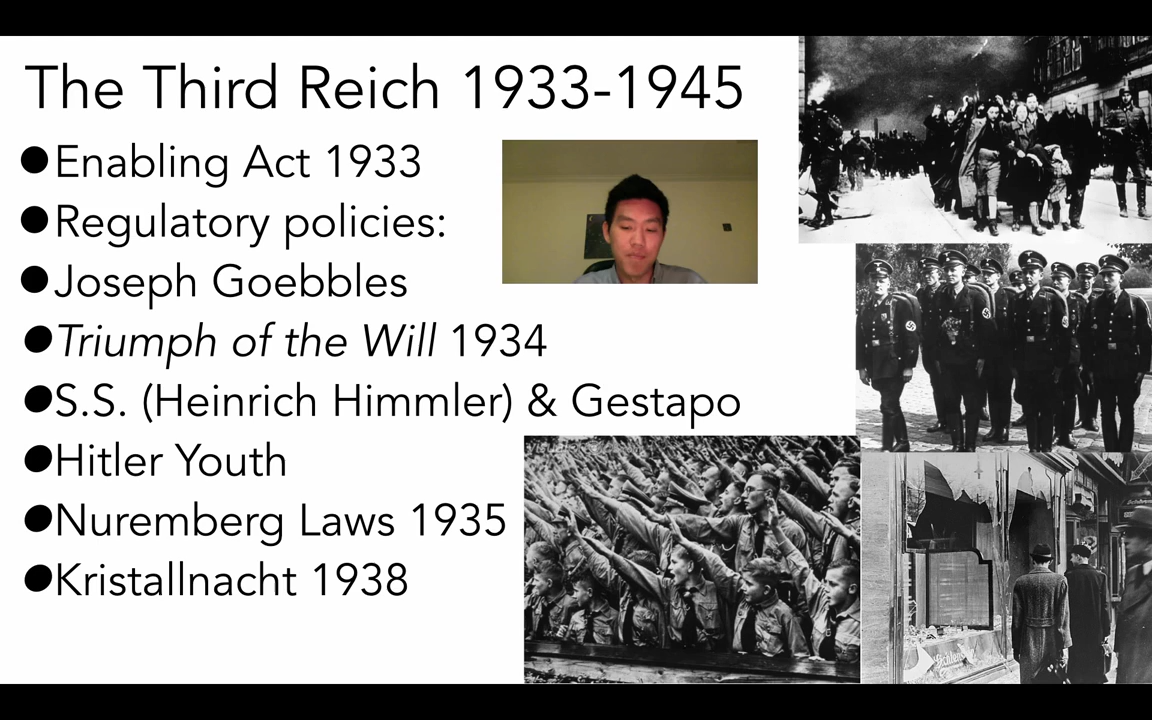 The Third Reich 1933-1945
Enabling Act 1933
Regulatory policies:
Joseph Goebbles
Triumph of the Will 1934
S.S. (Heinrich Himmler) & Gestapo
Hitler Youth
Nuremberg Laws 1935
Kristallnacht 1938